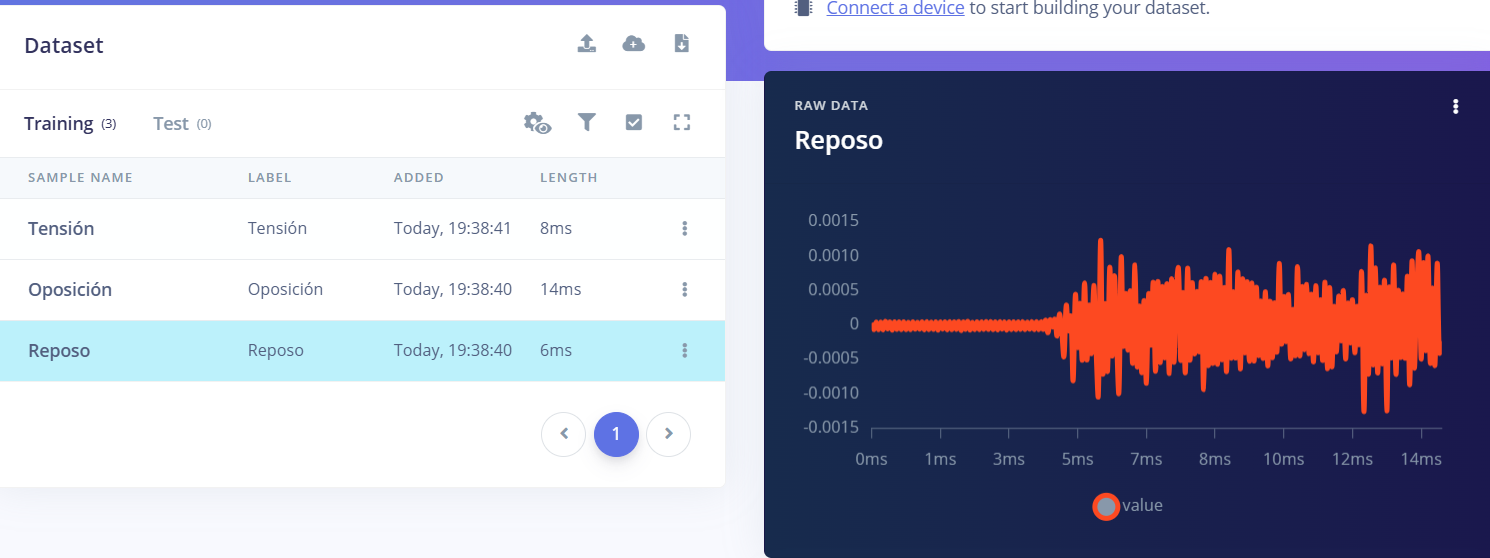 Connect a device to start building your dataset.
Dataset
Training (3) Test (0)
SAMPLE NAME LABEL ADDED LENGTH
Tensión Tensión Today, 19:38:41 8ms
Oposición Oposición Today, 19:38:40 14ms
Reposo Reposo Today, 19:38:40 6ms
1
RAW DATA
Reposo
0.0015
0.0010
0.0005
0
-0.0005
-0.0010
-0.0015
0ms 1ms 3ms 5ms 7ms 8ms 10ms 12ms 14ms
value